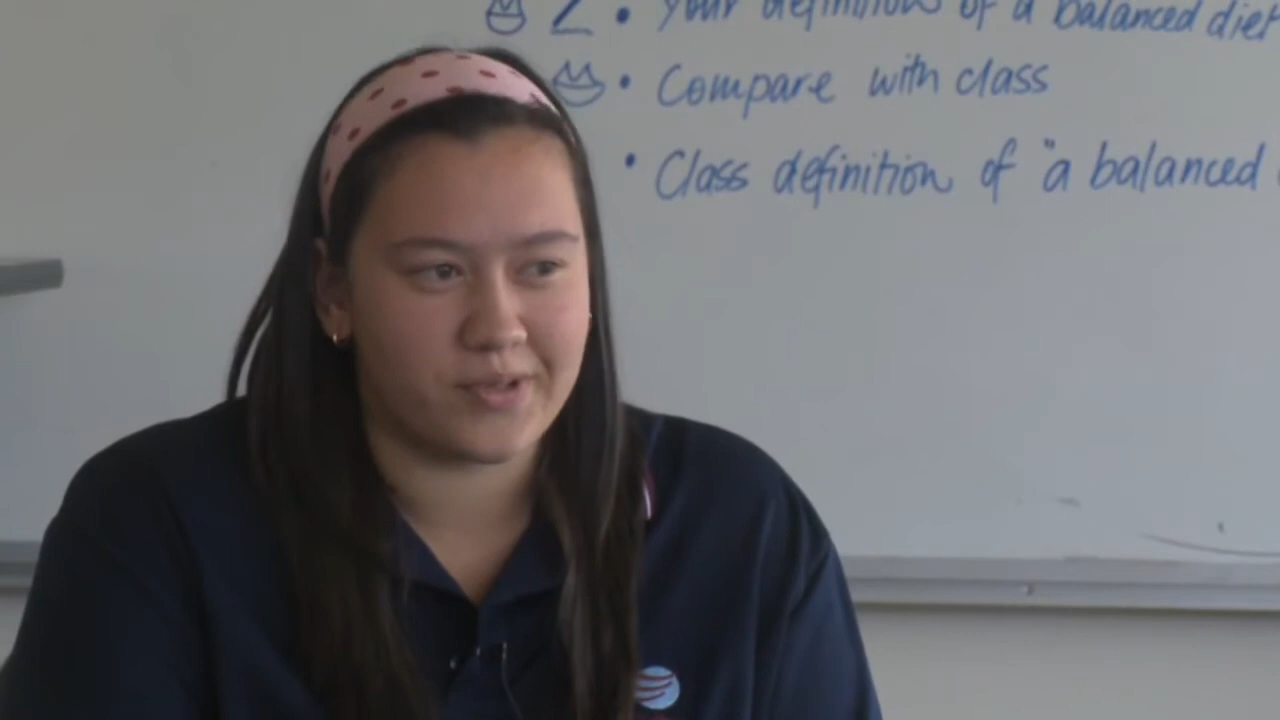 • Your definition of a balanced diet
• Compare with class
• Class definition of "a balanced